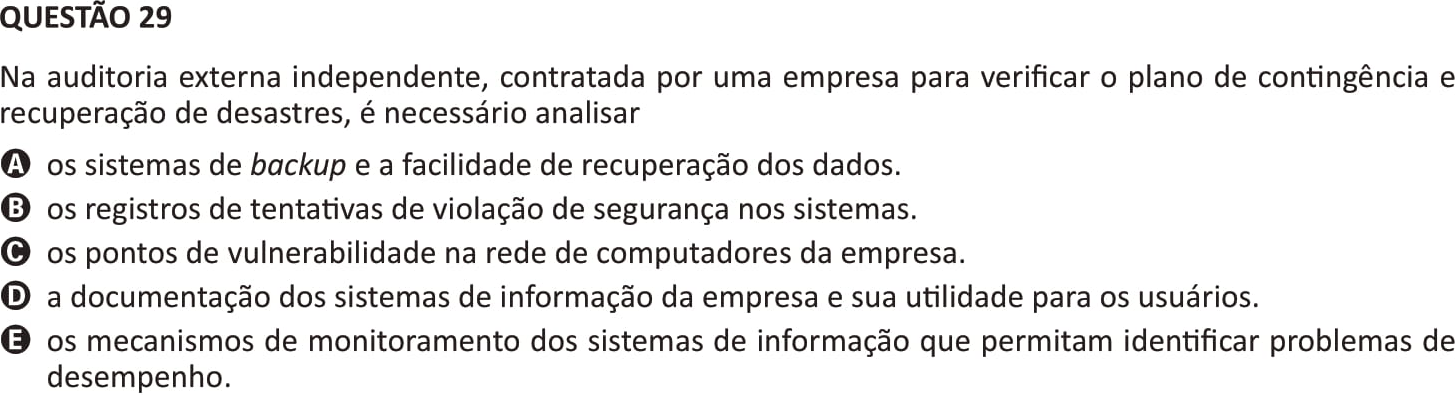 QUESTÃO 29
Na auditoria externa independente, contratada por uma empresa para verificar o plano de contingência e
recuperação de desastres, é necessário analisar
A os sistemas de backup e a facilidade de recuperação dos dados.
B os registros de tentativas de violação de segurança nos sistemas.
C os pontos de vulnerabilidade na rede de computadores da empresa.
D a documentação dos sistemas de informação da empresa e sua utilidade para os usuários.
E os mecanismos de monitoramento dos sistemas de informação que permitam identificar problemas de
desempenho.